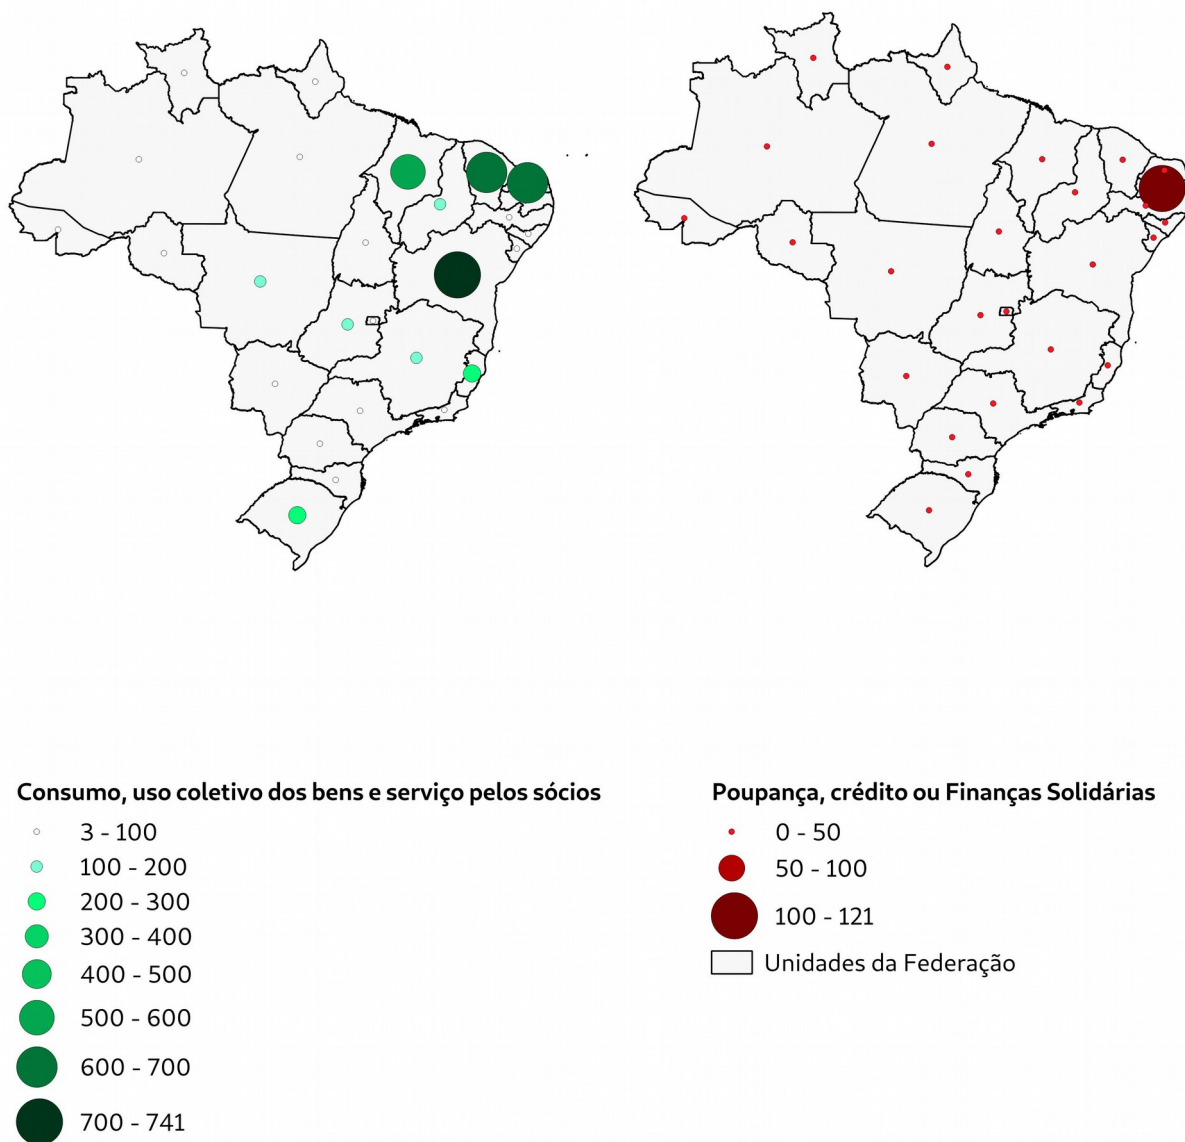 Consumo, uso coletivo dos bens e serviço pelos sócios
3 - 100
100 - 200
200 - 300
300 - 400
400 - 500
500 - 600
600 - 700
700 - 741
Poupança, crédito ou Finanças Solidárias
0 - 50
50 - 100
100 - 121
Unidades da Federação